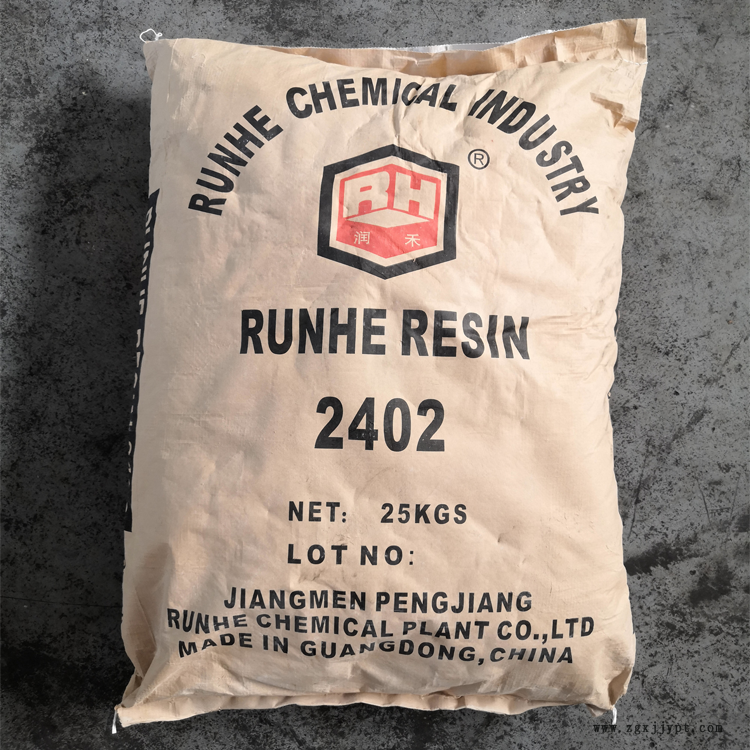 RUNHE CHEMICAL INDUSTRY
®
RH
润 禾
RUNHE RESIN
2402
NET: 25KGS
LOT NO:
JIANGMEN PENGJIANG
RUNHE CHEMICAL PLANT CO.,LTD
MADE IN GUANGDONG,CHINA
www.zgkjjypt.com